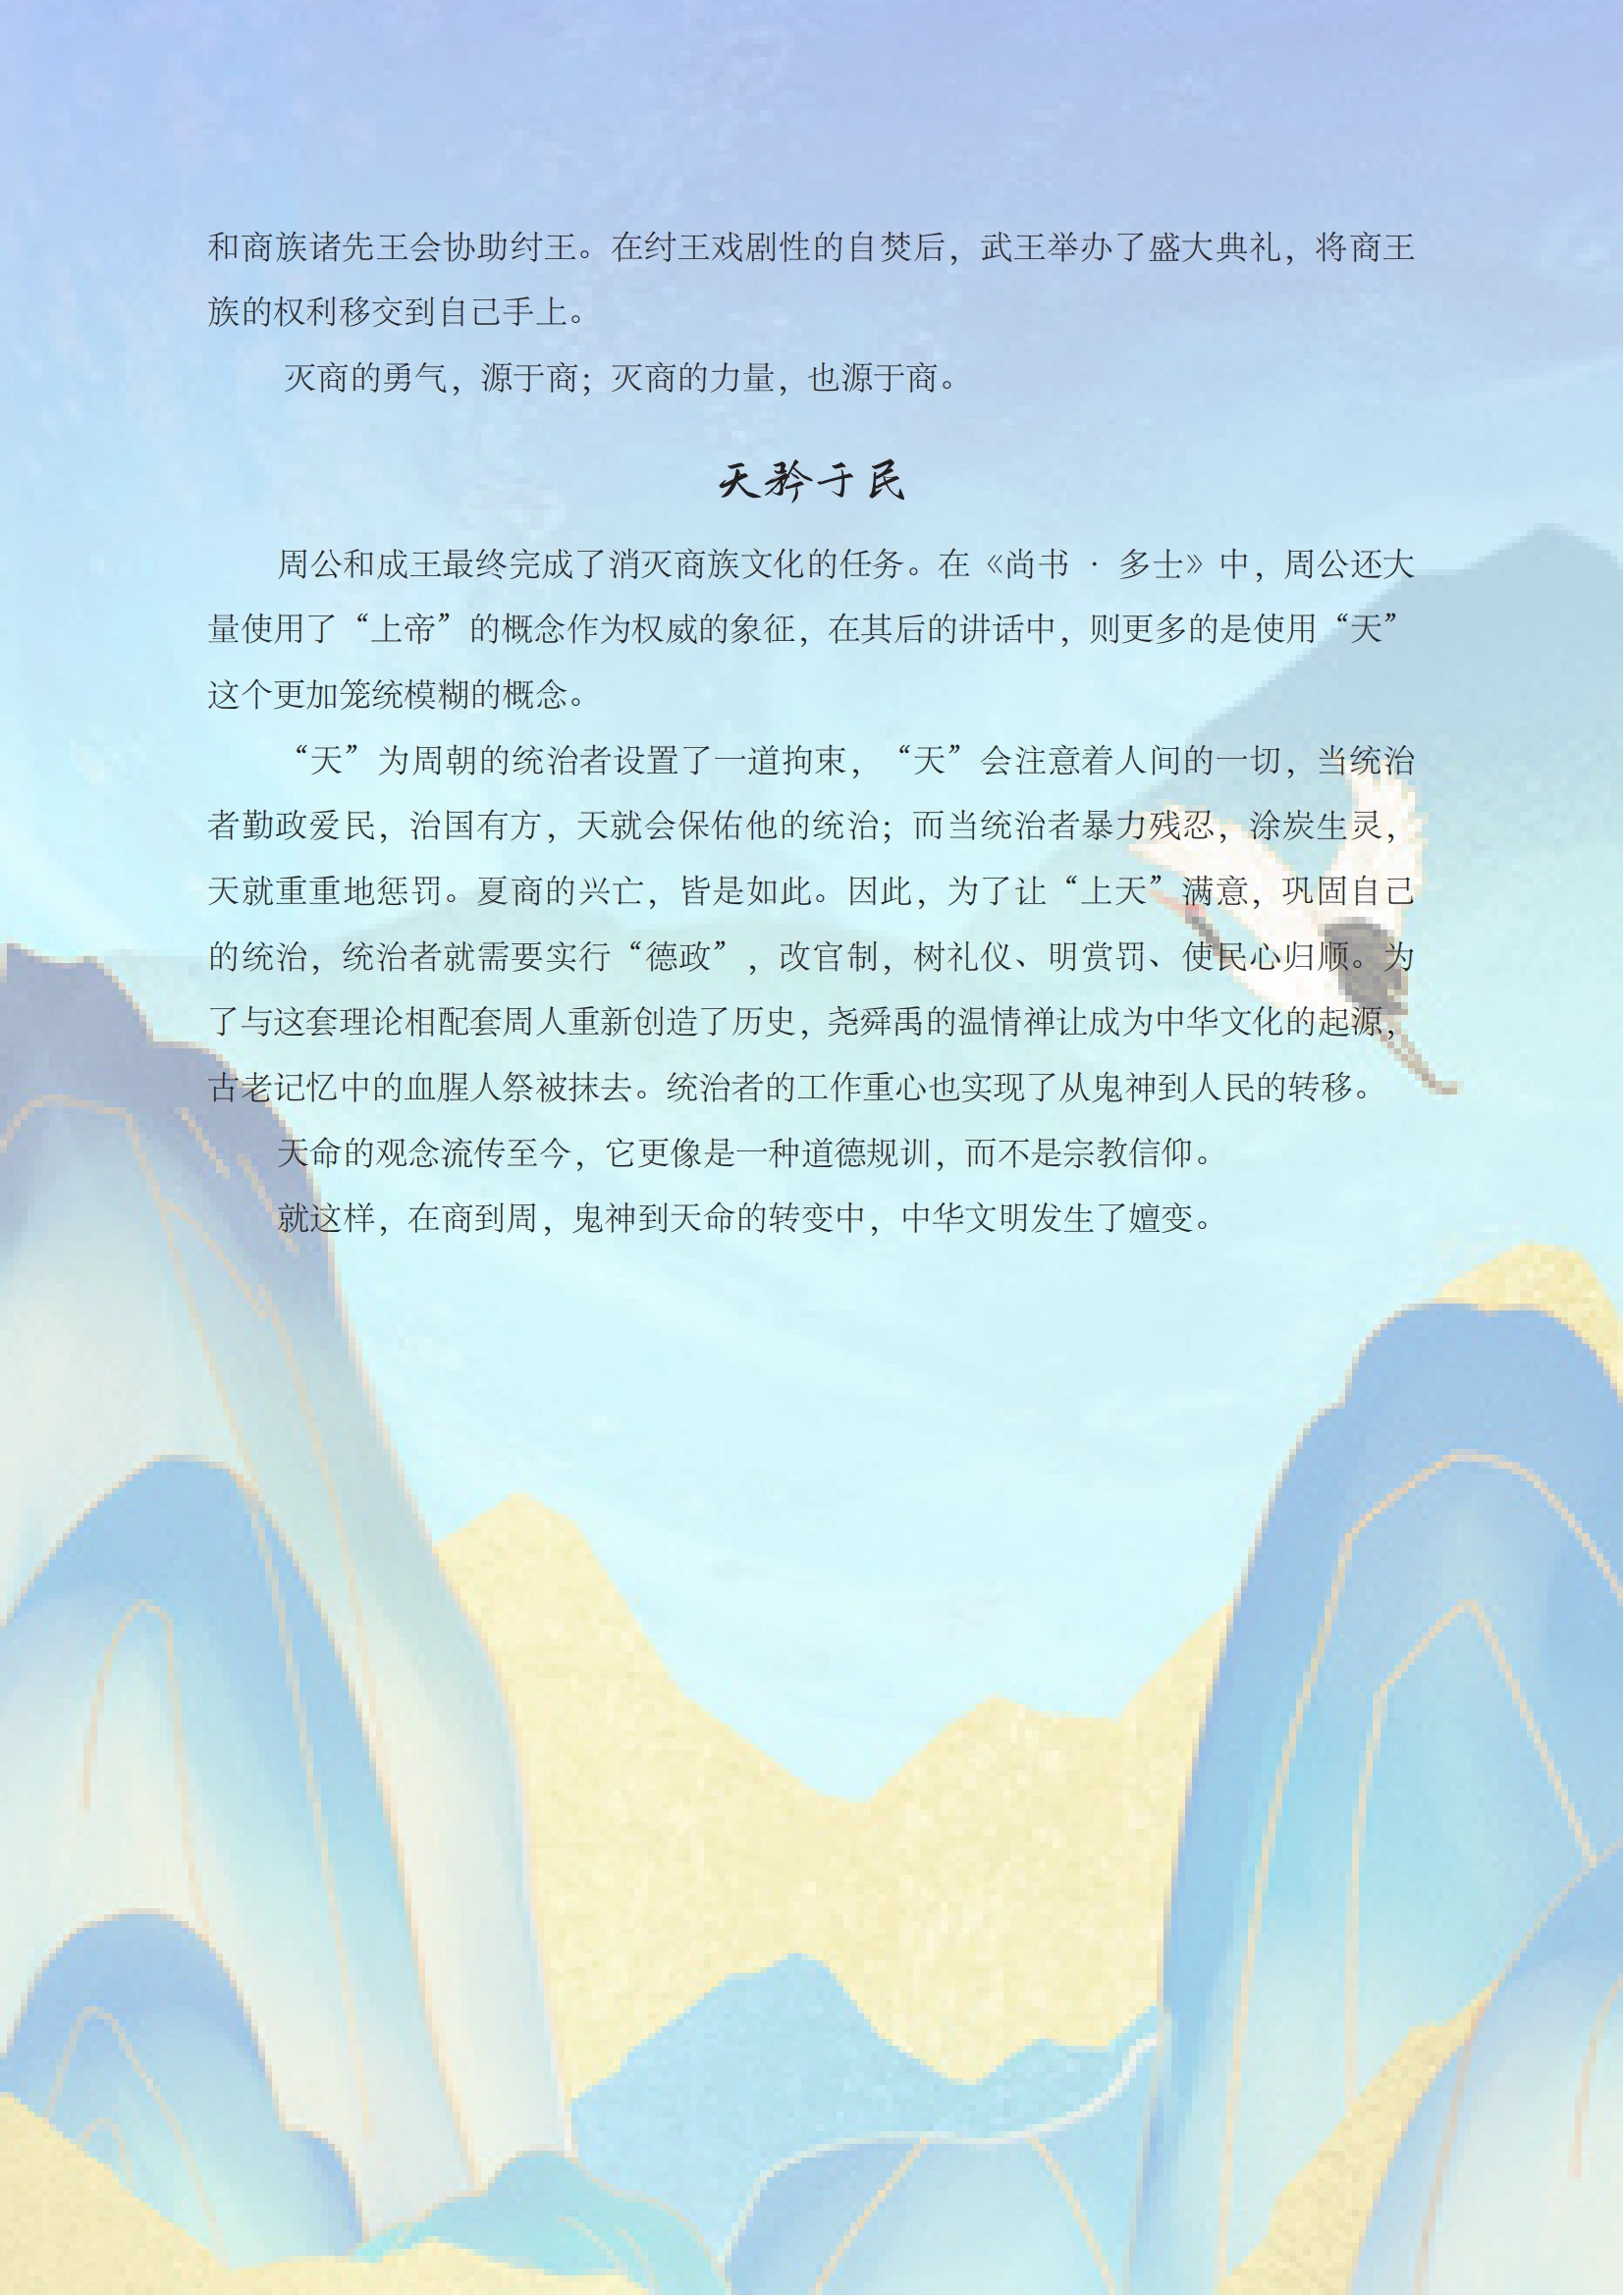 和商族诸先王会协助纣王。在纣王戏剧性的自焚后，武王举办了盛大典礼，将商王
族的权利移交到自己手上。
灭商的勇气，源于商；灭商的力量，也源于商。
天矜于民
周公和成王最终完成了消灭商族文化的任务。在《尚书 · 多士》中，周公还大
量使用了“上帝”的概念作为权威的象征，在其后的讲话中，则更多的是使用“天”
这个更加笼统模糊的概念。
“天”为周朝的统治者设置了一道拘束，“天”会注意着人间的一切，当统治
者勤政爱民，治国有方，天就会保佑他的统治；而当统治者暴力残忍，涂炭生灵，
天就重重地惩罚。夏商的兴亡，皆是如此。因此，为了让“上天”满意，巩固自己
的统治，统治者就需要实行“德政”，改官制，树礼仪、明赏罚、使民心归顺。为
了与这套理论相配套周人重新创造了历史，尧舜禹的温情禅让成为中华文化的起源，
古老记忆中的血腥人祭被抹去。统治者的工作重心也实现了从鬼神到人民的转移。
天命的观念流传至今，它更像是一种道德规训，而不是宗教信仰。
就这样，在商到周，鬼神到天命的转变中，中华文明发生了嬗变。